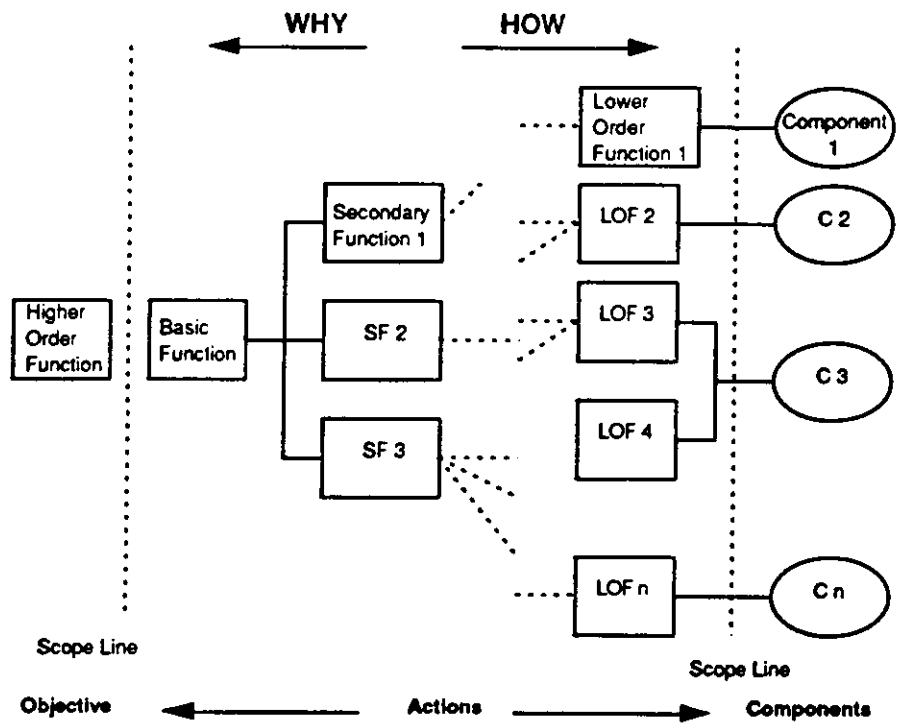 WHY
HOW
Lower
Order
Function 1
Component
1
Secondary
Function 1
LOF 2
C 2
Higher
Order
Function
Basic
Function
SF 2
LOF 3
C 3
SF 3
LOF 4
LOF n
C n
Scope Line
Scope Line
Objective
Actions
Components